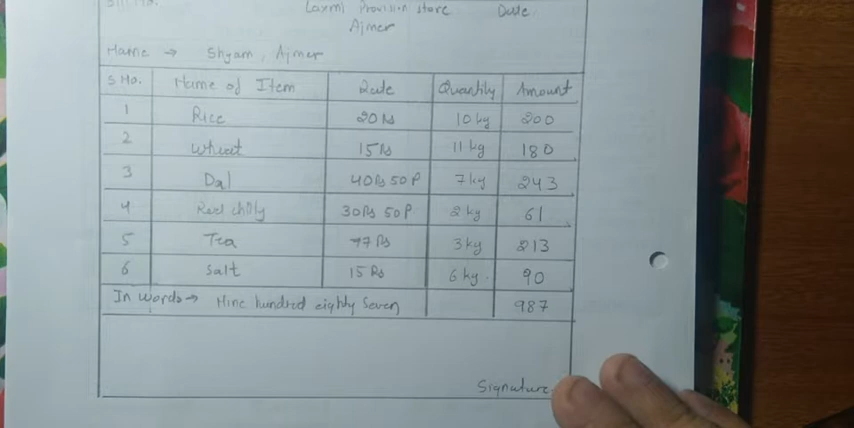 Laxmi Provision store Date
Ajmer
Name → Shyam, Ajmer
S No. Name of Item Rate Quantity Amount
1 Rice 20 Rs 10 kg 200
2 wheat 15 Rs 11 kg 180
3 Dal 40 Rs 50 P 7 kg 243
4 Red chily 30 Rs 50 P 2 kg 61
5 Tea Rs 3 kg 213
6 salt 15 Rs 6 kg. 90
In words → Nine hundred eighty Seven 987
Signature